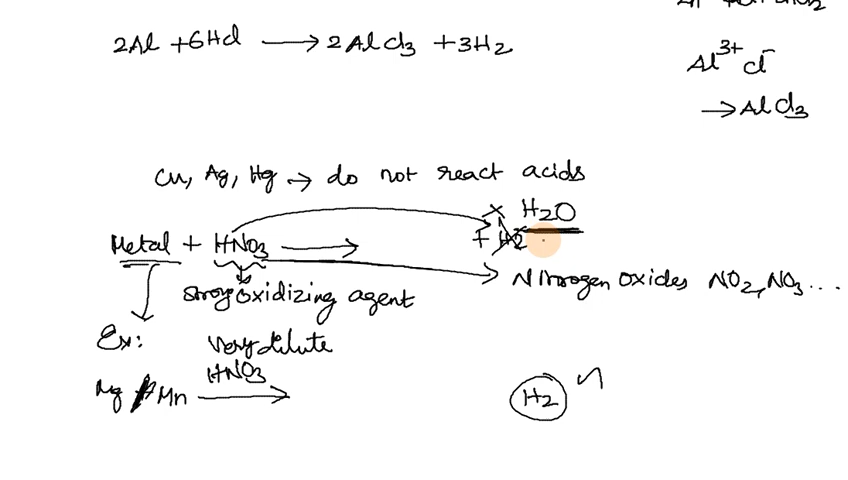 2Al + 6HCl → 2AlCl3 + 3H2
Al3+ Cl-
→ AlCl3
Cu, Ag, Hg → do not react acids
× H2O
Metal + HNO3 → + H2
Nitrogen oxides NO2, NO3 ...
strong oxidizing agent
Ex: Very dilute
HNO3
Mg Mn →
H2